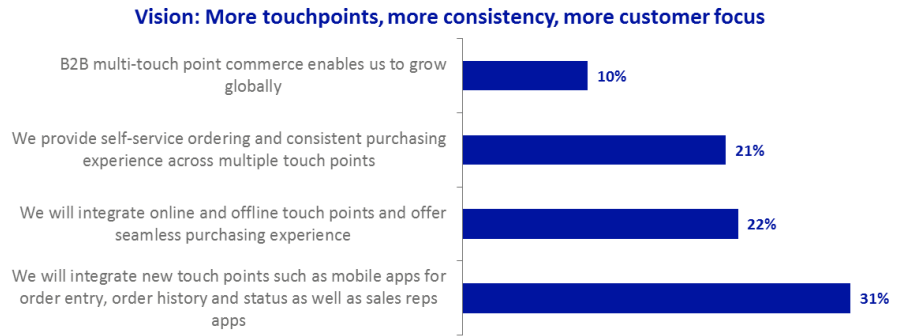 Vision: More touchpoints, more consistency, more customer focus
B2B multi-touch point commerce enables us to grow
globally
10%
We provide self-service ordering and consistent purchasing
experience across multiple touch points
21%
We will integrate online and offline touch points and offer
seamless purchasing experience
22%
We will integrate new touch points such as mobile apps for
order entry, order history and status as well as sales reps
apps
31%